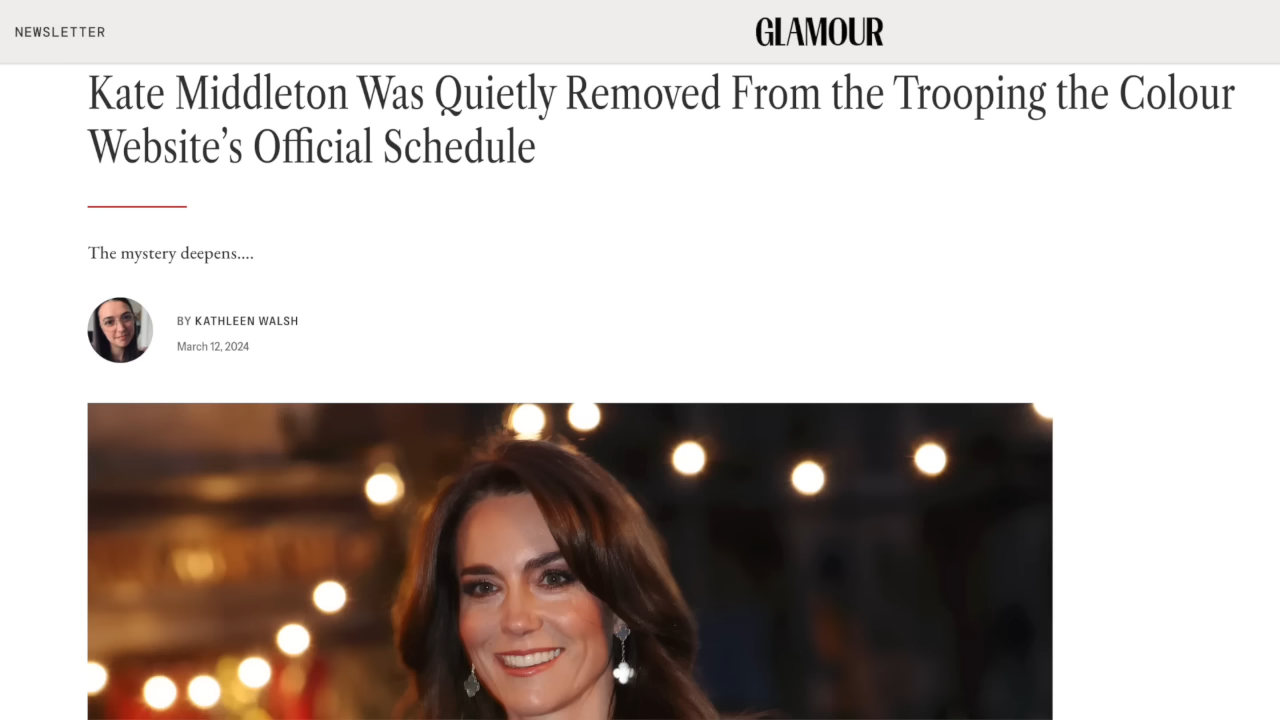 NEWSLETTER
GLAMOUR
Kate Middleton Was Quietly Removed From the Trooping the Colour
Website’s Official Schedule
The mystery deepens....
BY KATHLEEN WALSH
March 12, 2024